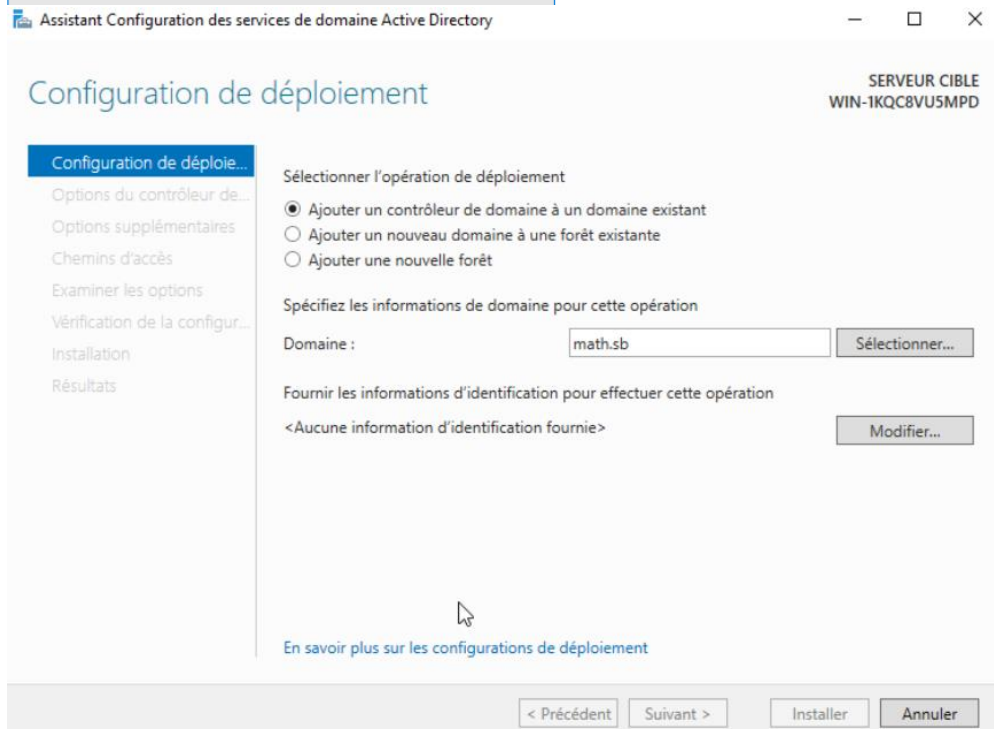 Assistant Configuration des services de domaine Active Directory
Configuration de déploiement
SERVEUR CIBLE
WIN-1KQC8VU5MPD
Configuration de déploie...
Options du contrôleur de...
Options supplémentaires
Chemins d'accès
Examiner les options
Vérification de la configur...
Installation
Résultats
Sélectionner l'opération de déploiement
Ajouter un contrôleur de domaine à un domaine existant
Ajouter un nouveau domaine à une forêt existante
Ajouter une nouvelle forêt
Spécifiez les informations de domaine pour cette opération
Domaine : math.sb Sélectionner...
Fournir les informations d'identification pour effectuer cette opération
<Aucune information d'identification fournie> Modifier...
En savoir plus sur les configurations de déploiement
< Précédent Suivant > Installer Annuler